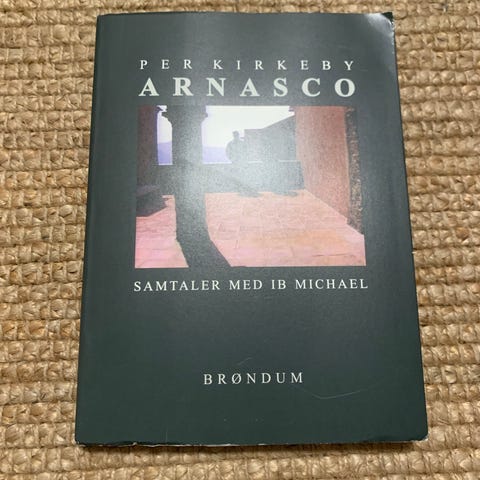 PER KIRKEBY
ARNASCO
SAMTALER MED IB MICHAEL
BRØNDUM